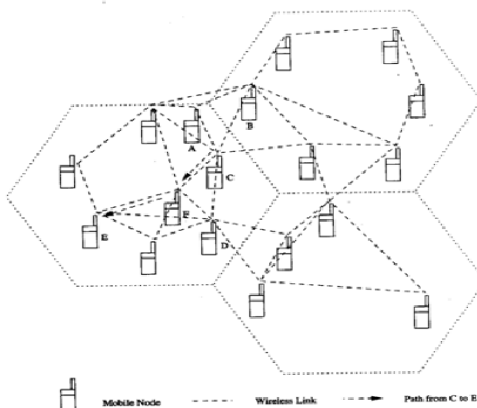 B
A
C
F
E
D
Mobile Node
Wireless Link
Path from C to E